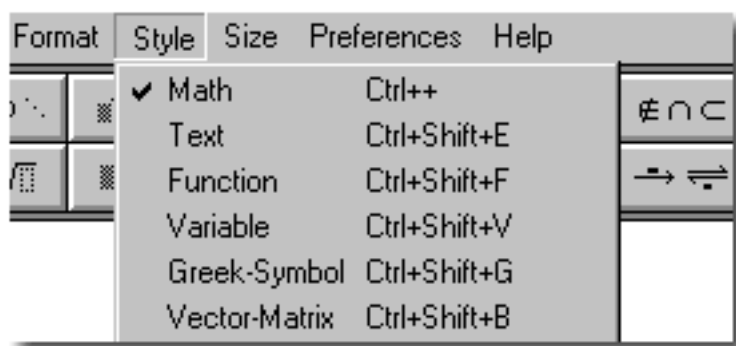 Format Style Size Preferences Help
✔ Math Ctrl++
Text Ctrl+Shift+E
Function Ctrl+Shift+F
Variable Ctrl+Shift+V
Greek-Symbol Ctrl+Shift+G
Vector-Matrix Ctrl+Shift+B
∉∩⊂